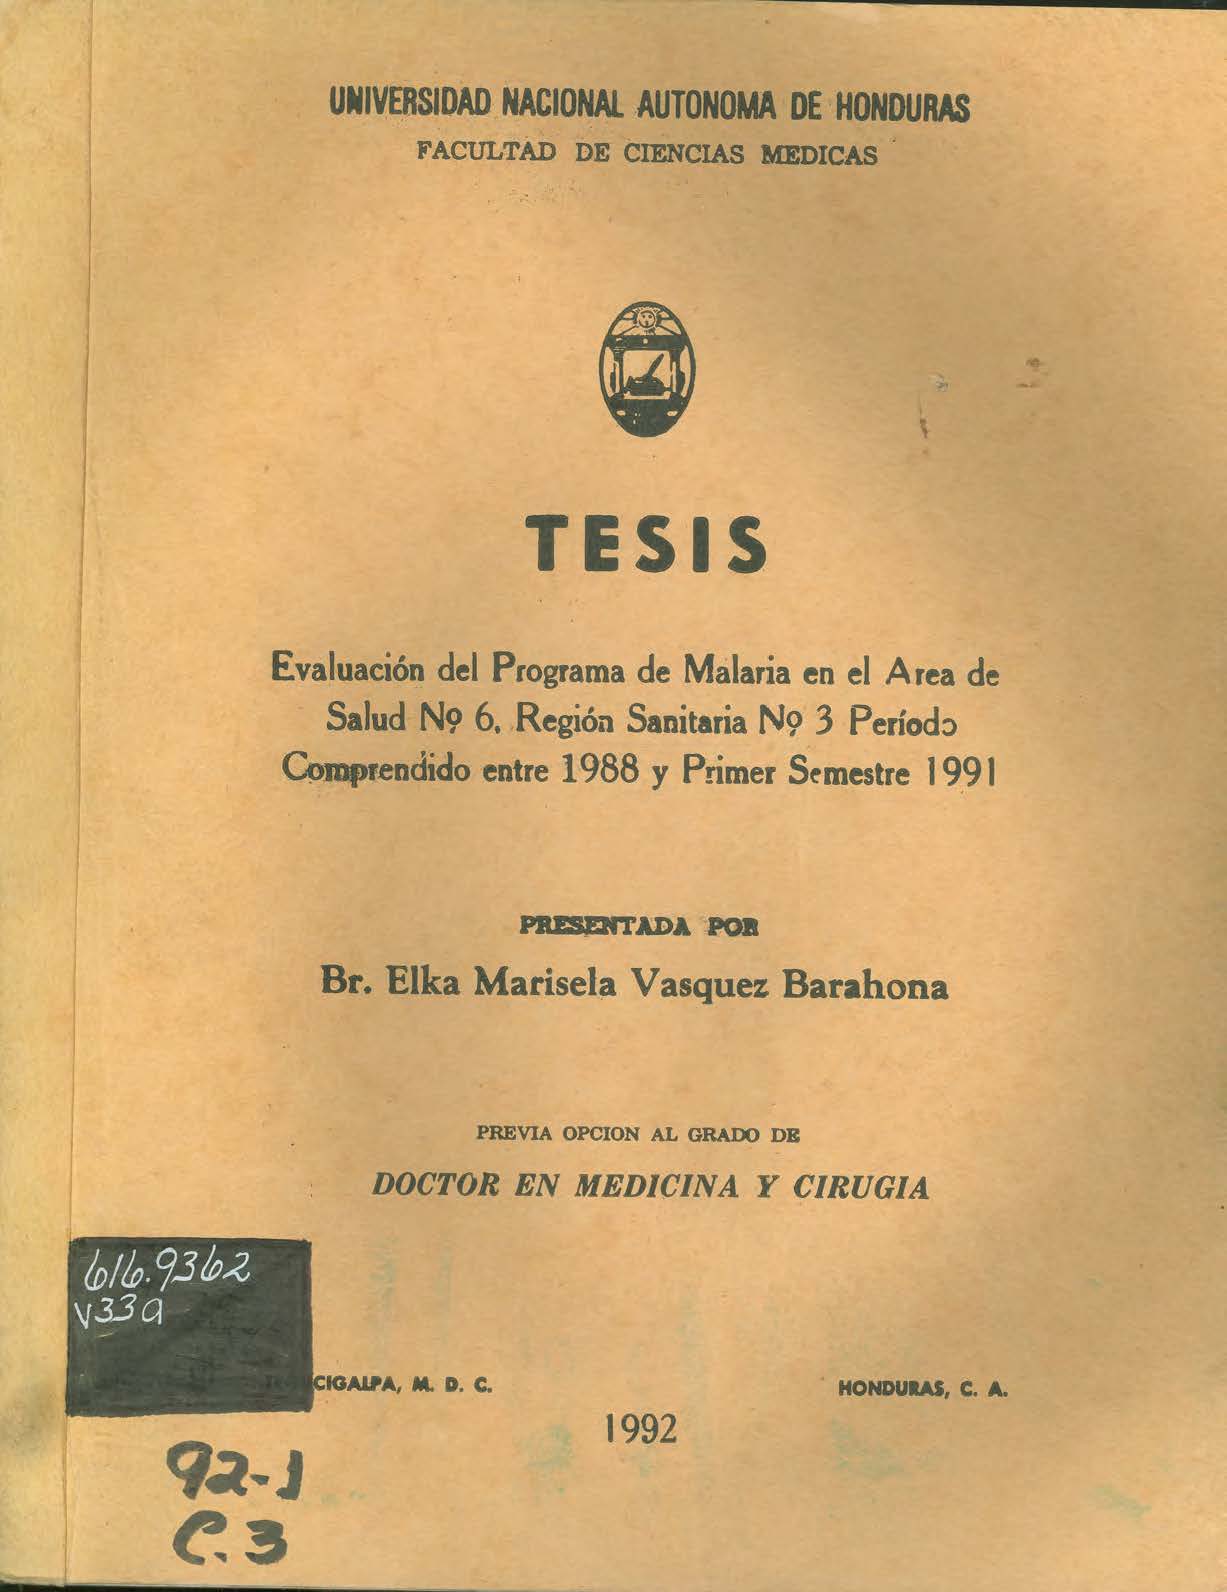 UNIVERSIDAD NACIONAL AUTONOMA DE HONDURAS
FACULTAD DE CIENCIAS MEDICAS
TESIS
Evaluación del Programa de Malaria en el Area de
Salud Nº 6, Región Sanitaria Nº 3 Período
Comprendido entre 1988 y Primer Semestre 1991
PRESENTADA POR
Br. Elka Marisela Vasquez Barahona
PREVIA OPCION AL GRADO DE
DOCTOR EN MEDICINA Y CIRUGIA
616.9362
V33a
CIGALPA, M. D. C.
HONDURAS, C. A.
1992
92-1
C.3